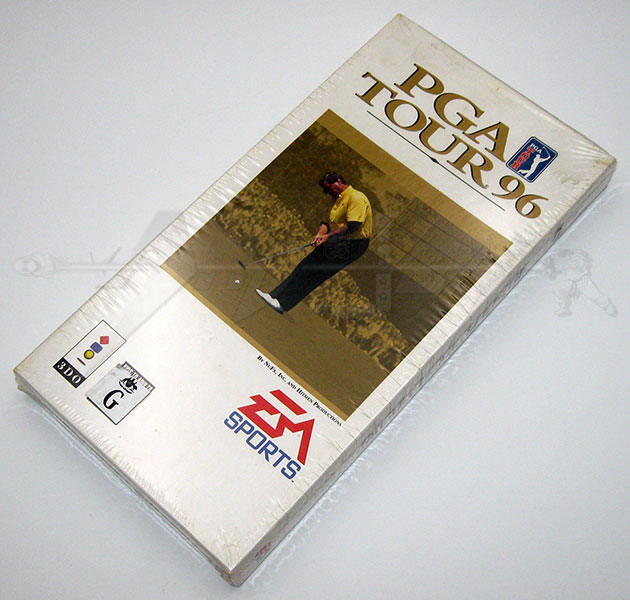 PGA
TOUR 96
PGA
TOUR
BY NUFX, INC. AND HITMEN PRODUCTIONS
3DO
G
EA
SPORTS